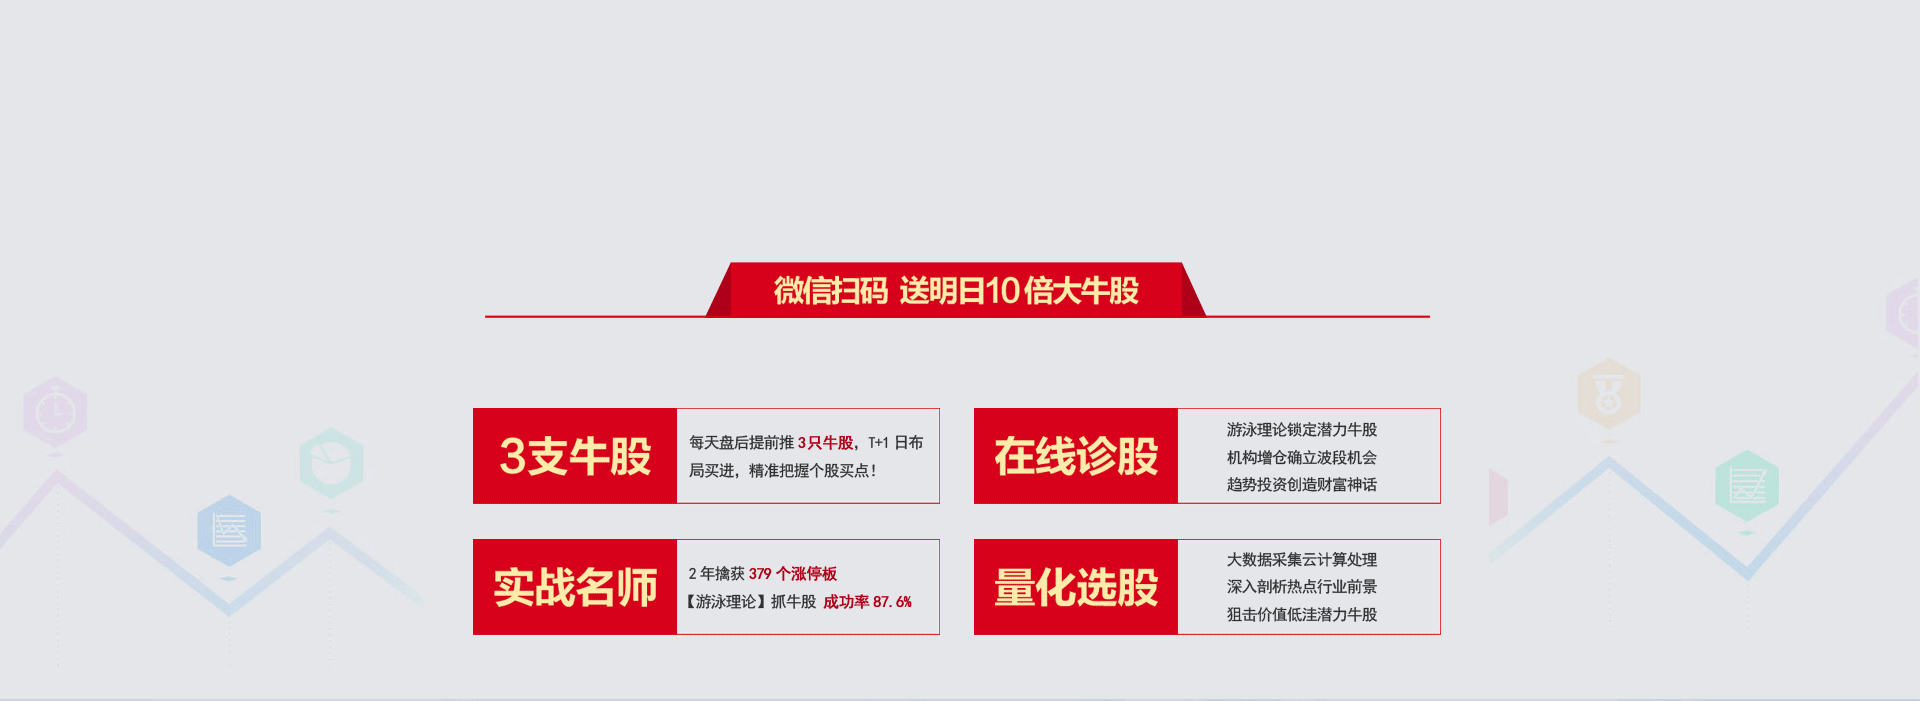 微信扫码 送明日10倍大牛股
3支牛股
每天盘后提前推 3只牛股，T+1 日布
局买进，精准把握个股买点！
在线诊股
游泳理论锁定潜力牛股
机构增仓确立波段机会
趋势投资创造财富神话
实战名师
2 年擒获 379 个涨停板
【游泳理论】抓牛股 成功率 87.6%
量化选股
大数据采集云计算处理
深入剖析热点行业前景
狙击价值低洼潜力牛股